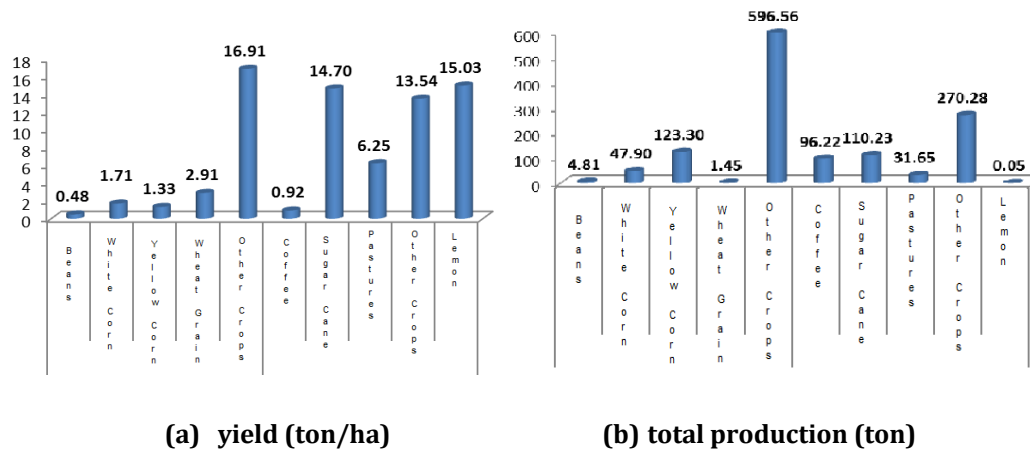 18
16
14
12
10
8
6
4
2
0
0.48
1.71
1.33
2.91
16.91
0.92
14.70
6.25
13.54
15.03
Beans
White Corn
Yellow Corn
Wheat Grain
Other Crops
Coffee
Sugar Cane
Pastures
Other Crops
Lemon
(a) yield (ton/ha)
600
500
400
300
200
100
0
4.81
47.90
123.30
1.45
596.56
96.22
110.23
31.65
270.28
0.05
Beans
White Corn
Yellow Corn
Wheat Grain
Other Crops
Coffee
Sugar Cane
Pastures
Other Crops
Lemon
(b) total production (ton)